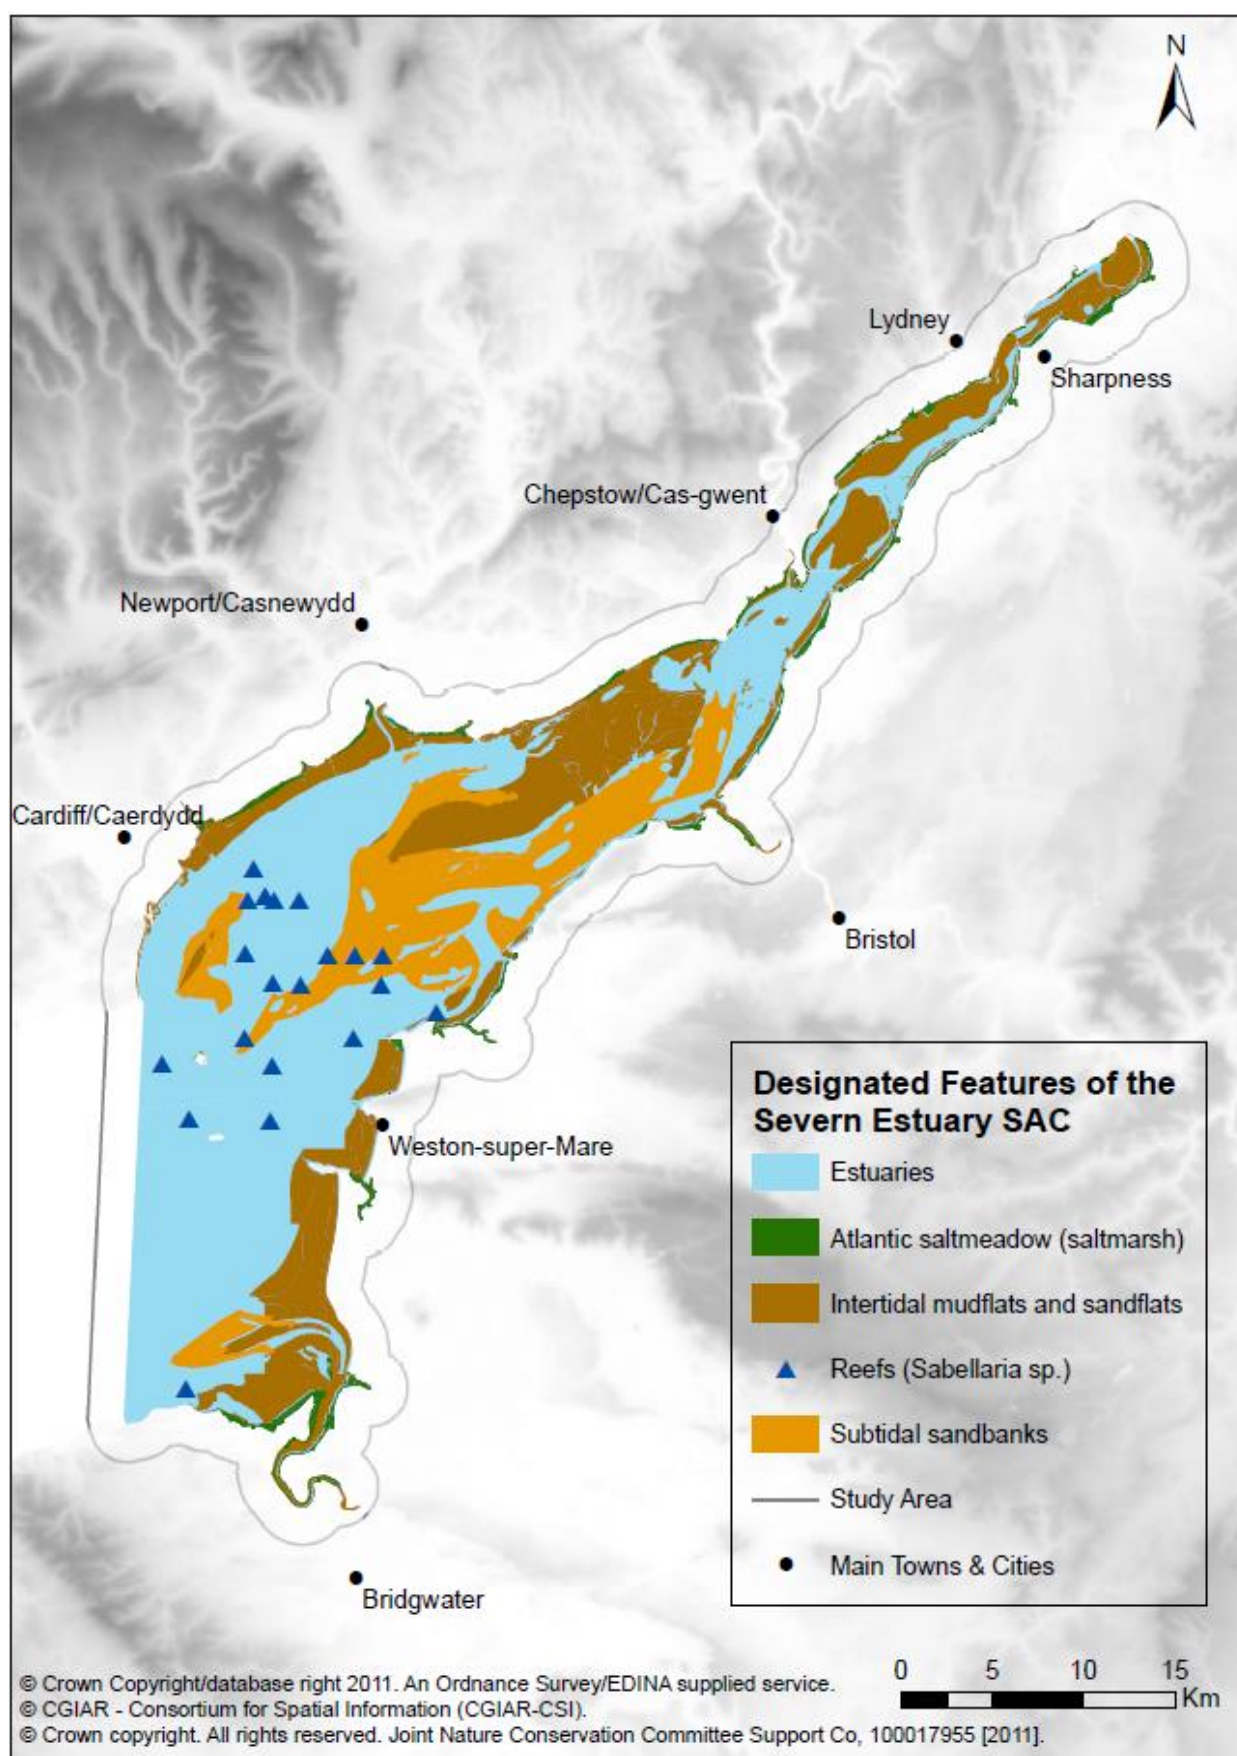 N
Lydney
Sharpness
Chepstow/Cas-gwent
Newport/Casnewydd
Cardiff/Caerdydd
Bristol
Weston-super-Mare
Bridgwater
Designated Features of the
Severn Estuary SAC
Estuaries
Atlantic saltmeadow (saltmarsh)
Intertidal mudflats and sandflats
Reefs (Sabellaria sp.)
Subtidal sandbanks
Study Area
Main Towns & Cities
0 5 10 15
Km
© Crown Copyright/database right 2011. An Ordnance Survey/EDINA supplied service.
© CGIAR - Consortium for Spatial Information (CGIAR-CSI).
© Crown copyright. All rights reserved. Joint Nature Conservation Committee Support Co, 100017955 [2011].